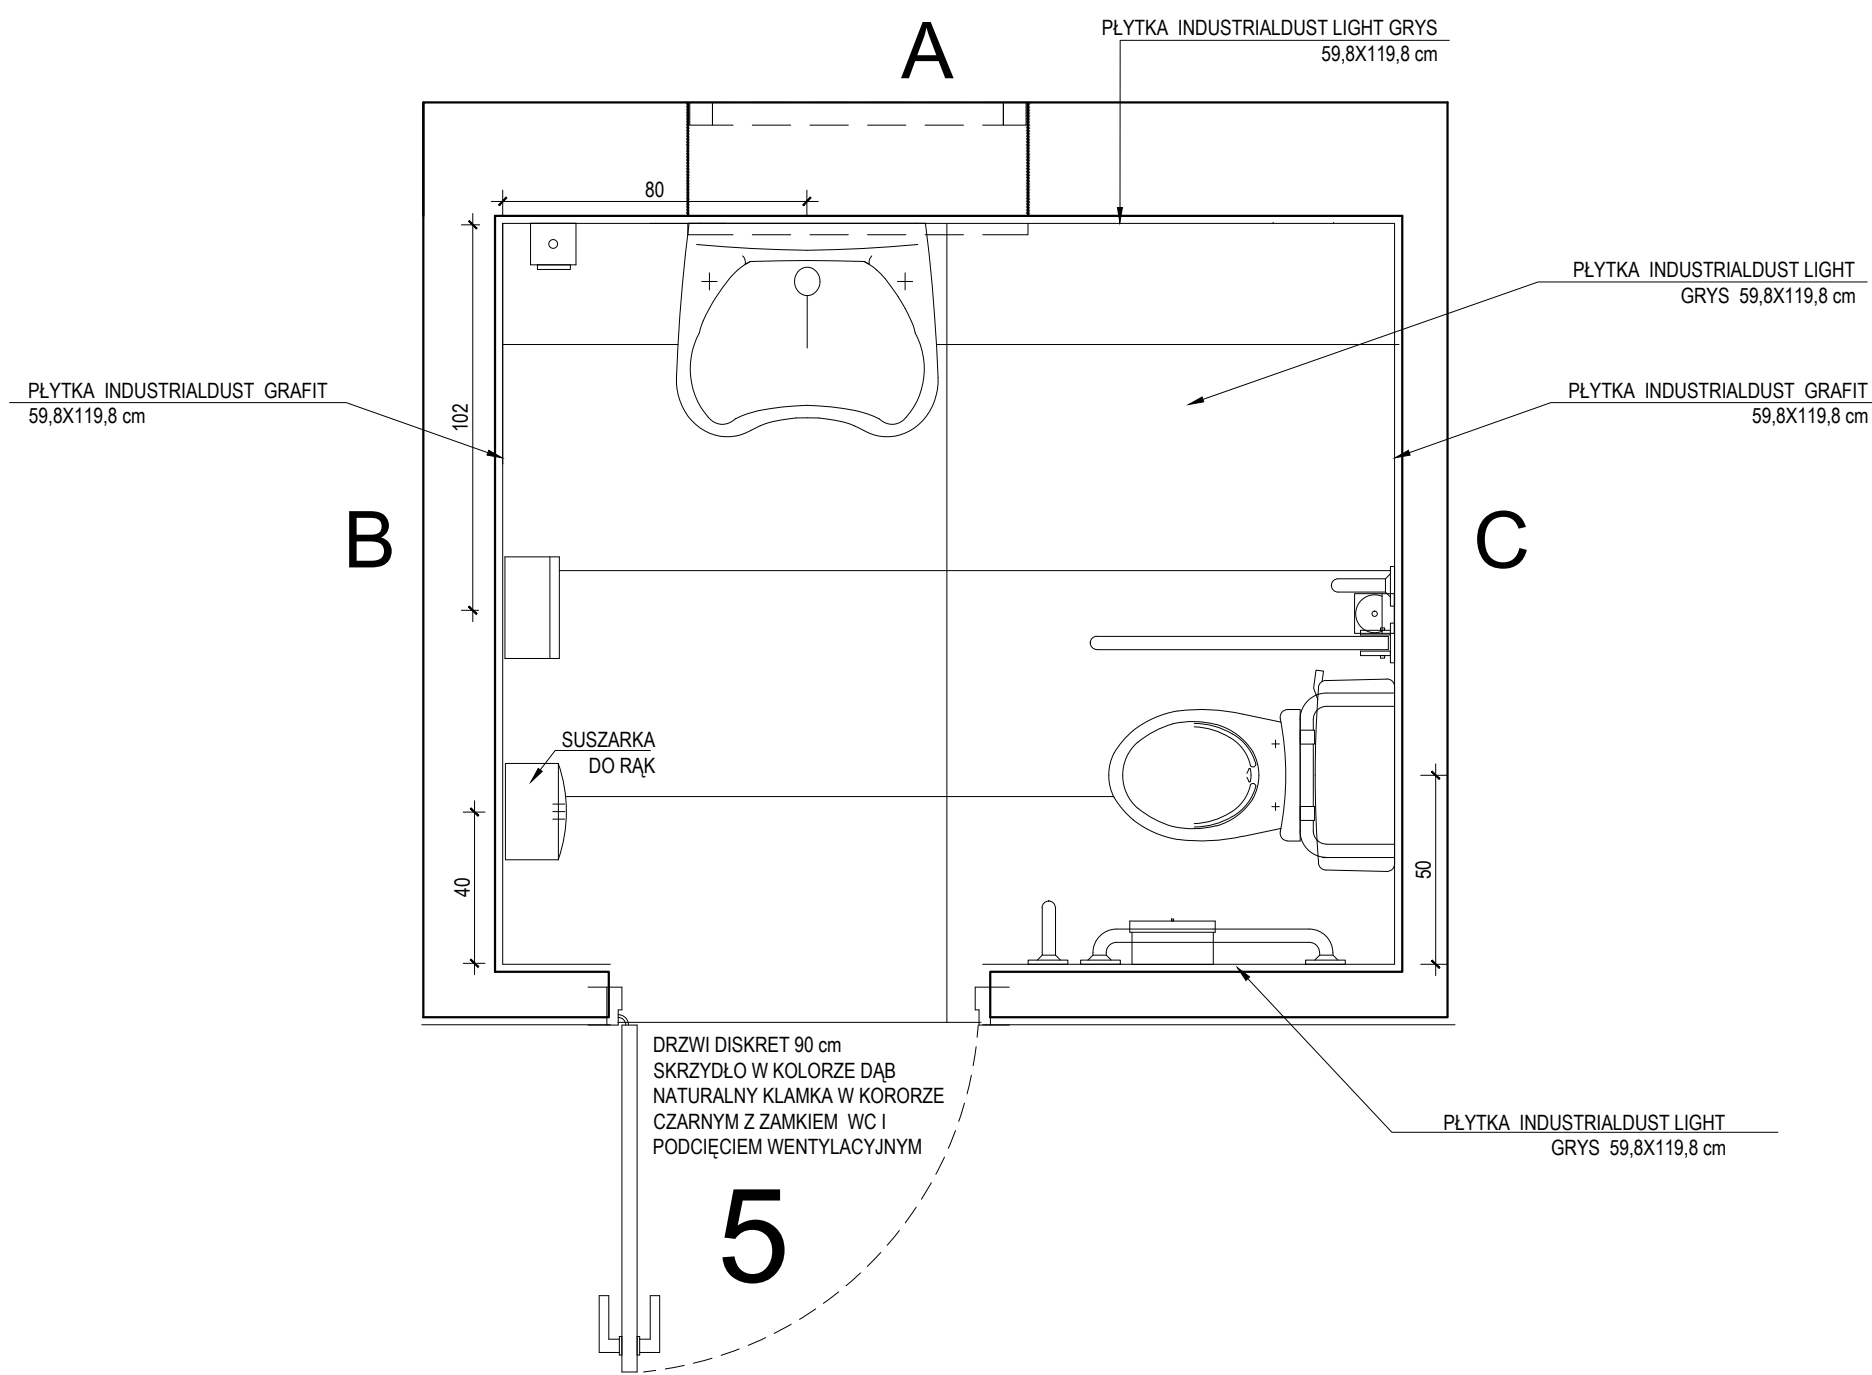 A
PŁYTKA INDUSTRIALDUST LIGHT GRYS
59,8X119,8 cm
80
PŁYTKA INDUSTRIALDUST LIGHT
GRYS 59,8X119,8 cm
PŁYTKA INDUSTRIALDUST GRAFIT
59,8X119,8 cm
102
PŁYTKA INDUSTRIALDUST GRAFIT
59,8X119,8 cm
B
C
SUSZARKA
DO RĄK
40
50
DRZWI DISKRET 90 cm
SKRZYDŁO W KOLORZE DĄB
NATURALNY KLAMKA W KORORZE
CZARNYM Z ZAMKIEM WC I
PODCIĘCIEM WENTYLACYJNYM
PŁYTKA INDUSTRIALDUST LIGHT
GRYS 59,8X119,8 cm
5